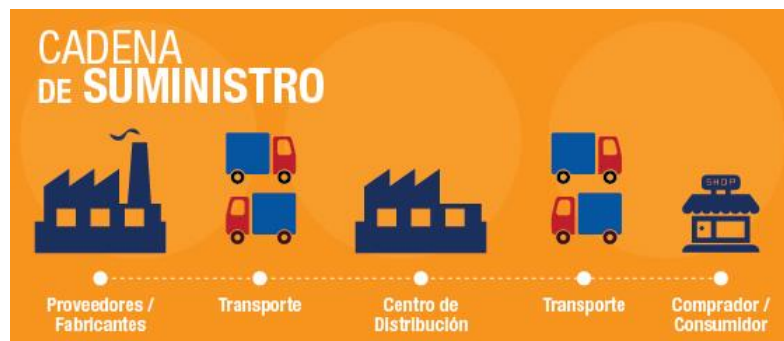 CADENA
DE SUMINISTRO
SHOP
Proveedores /
Fabricantes
Transporte
Centro de
Distribución
Transporte
Comprador /
Consumidor